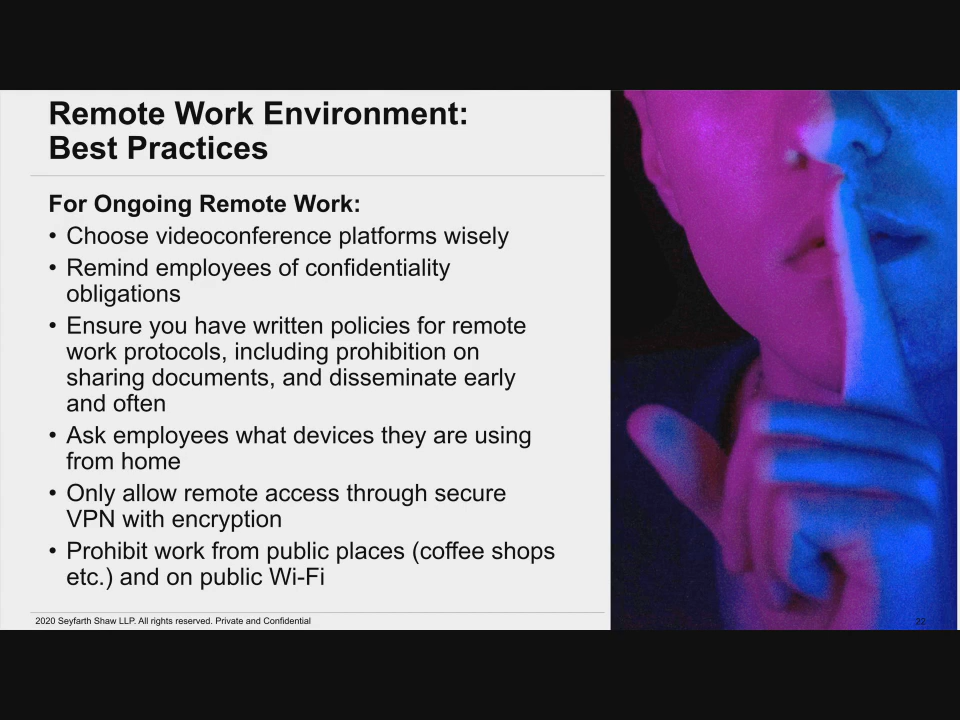 Remote Work Environment:
Best Practices
For Ongoing Remote Work:
• Choose videoconference platforms wisely
• Remind employees of confidentiality
obligations
• Ensure you have written policies for remote
work protocols, including prohibition on
sharing documents, and disseminate early
and often
• Ask employees what devices they are using
from home
• Only allow remote access through secure
VPN with encryption
• Prohibit work from public places (coffee shops
etc.) and on public Wi-Fi
2020 Seyfarth Shaw LLP. All rights reserved. Private and Confidential
22